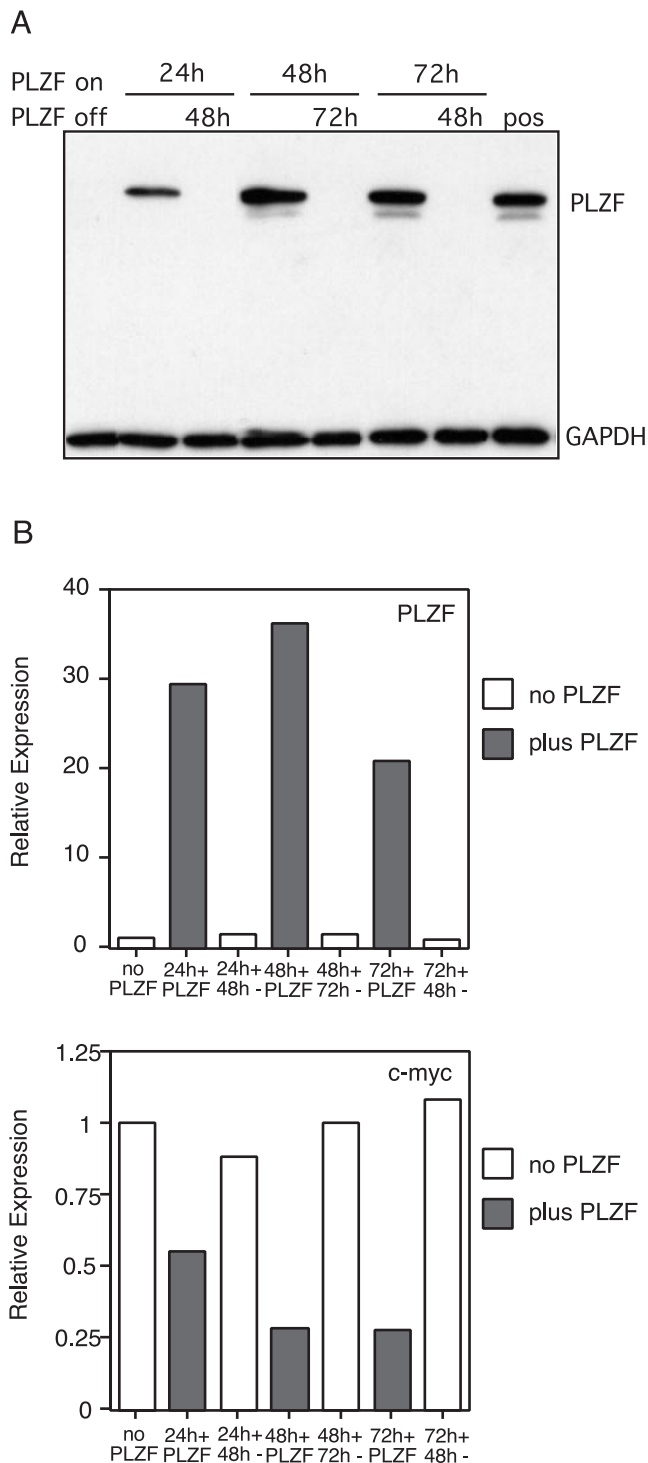 A
PLZF on 24h 48h 72h
PLZF off 48h 72h 48h pos
PLZF
GAPDH
B
40
30
20
10
0
Relative Expression
PLZF
no PLZF
plus PLZF
no 24h+ 24h+ 48h+ 48h+ 72h+ 72h+
PLZF PLZF 48h - PLZF 72h - PLZF 48h -
1.25
1
0.75
0.5
0.25
0
Relative Expression
c-myc
no PLZF
plus PLZF
no 24h+ 24h+ 48h+ 48h+ 72h+ 72h+
PLZF PLZF 48h - PLZF 72h - PLZF 48h -